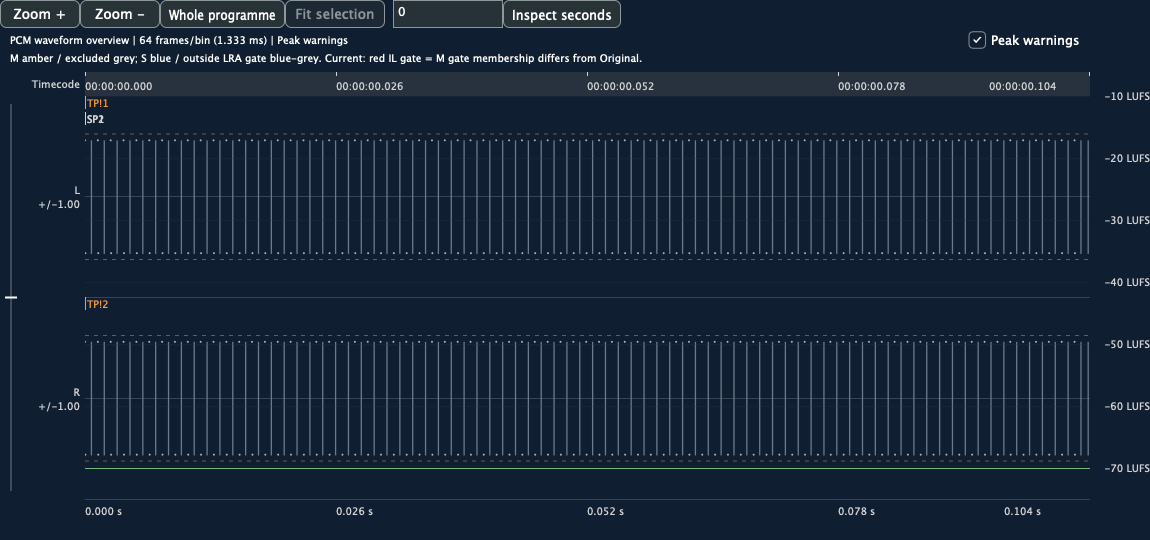 Zoom + Zoom − Whole programme Fit selection 0 Inspect seconds
PCM waveform overview | 64 frames/bin (1.333 ms) | Peak warnings
Peak warnings
M amber / excluded grey; S blue / outside LRA gate blue-grey. Current: red IL gate = M gate membership differs from Original.
Timecode 00:00:00.000 00:00:00.026 00:00:00.052 00:00:00.078 00:00:00.104
−10 LUFS
TP!1
SP2
−20 LUFS
L
+/−1.00
−30 LUFS
−40 LUFS
TP!2
−50 LUFS
R
+/−1.00
−60 LUFS
−70 LUFS
0.000 s 0.026 s 0.052 s 0.078 s 0.104 s